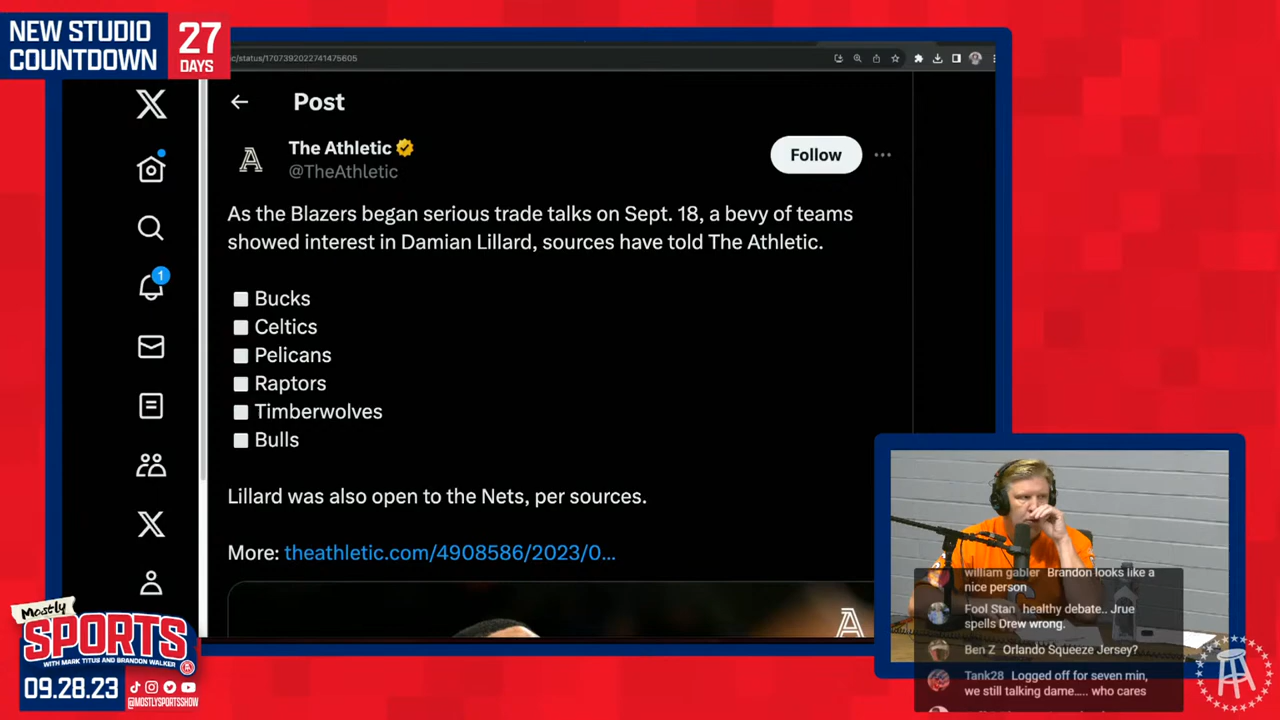 NEW STUDIO
COUNTDOWN
27
DAYS
c/status/1707392022741475605
Post
The Athletic
@TheAthletic
Follow
As the Blazers began serious trade talks on Sept. 18, a bevy of teams
showed interest in Damian Lillard, sources have told The Athletic.
Bucks
Celtics
Pelicans
Raptors
Timberwolves
Bulls
Lillard was also open to the Nets, per sources.
More: theathletic.com/4908586/2023/0...
1
A
A
william gabler Brandon looks like a
nice person
Fool Stan healthy debate.. Jrue
spells Drew wrong.
Ben Z Orlando Squeeze Jersey?
Tank28 Logged off for seven min,
we still talking dame..... who cares
Mostly
SPORTS
WITH MARK TITUS AND BRANDON WALKER
09.28.23
@MOSTLYSPORTSSHOW